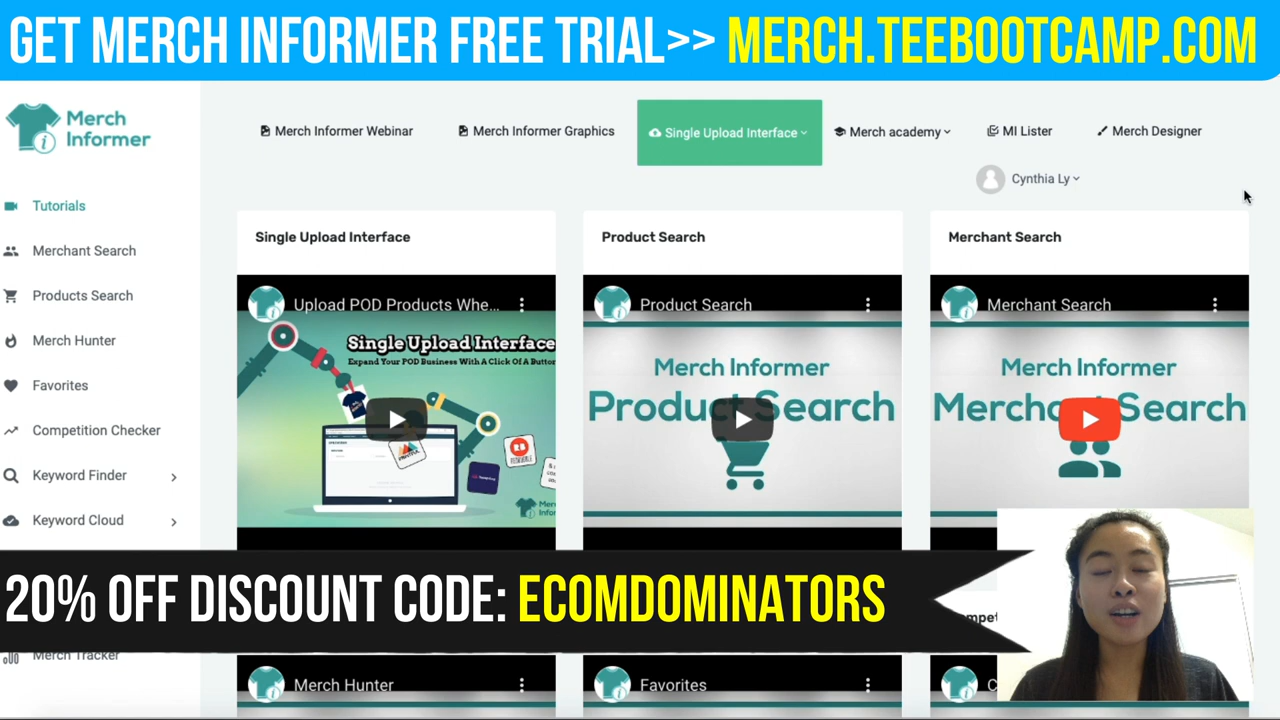 GET MERCH INFORMER FREE TRIAL>> MERCH.TEEBOOTCAMP.COM
Merch
Informer
Merch Informer Webinar
Merch Informer Graphics
Single Upload Interface
Merch academy
MI Lister
Merch Designer
Cynthia Ly
Tutorials
Merchant Search
Products Search
Merch Hunter
Favorites
Competition Checker
Keyword Finder
Keyword Cloud
Merch Tracker
Single Upload Interface
Upload POD Products Whe...
Single Upload Interface
Expand Your POD Business With A Click Of A Button
Product Search
Product Search
Merch Informer
Product Search
Merchant Search
Merchant Search
Merch Informer
Merchant Search
20% OFF DISCOUNT CODE: ECOMDOMINATORS
Merch Hunter
Favorites